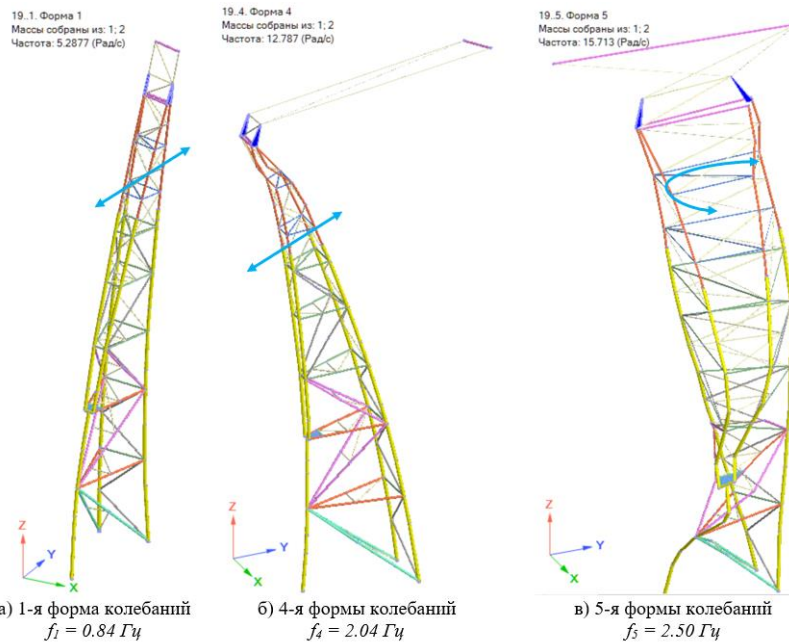 19..1. Форма 1
Массы собраны из: 1; 2
Частота: 5.2877 (Рад/с)
19..4. Форма 4
Массы собраны из: 1; 2
Частота: 12.787 (Рад/с)
19..5. Форма 5
Массы собраны из: 1; 2
Частота: 15.713 (Рад/с)
Z
Y
X
Z
Y
X
Z
Y
X
а) 1-я форма колебаний
f₁ = 0.84 Гц
б) 4-я формы колебаний
f₄ = 2.04 Гц
в) 5-я формы колебаний
f₅ = 2.50 Гц